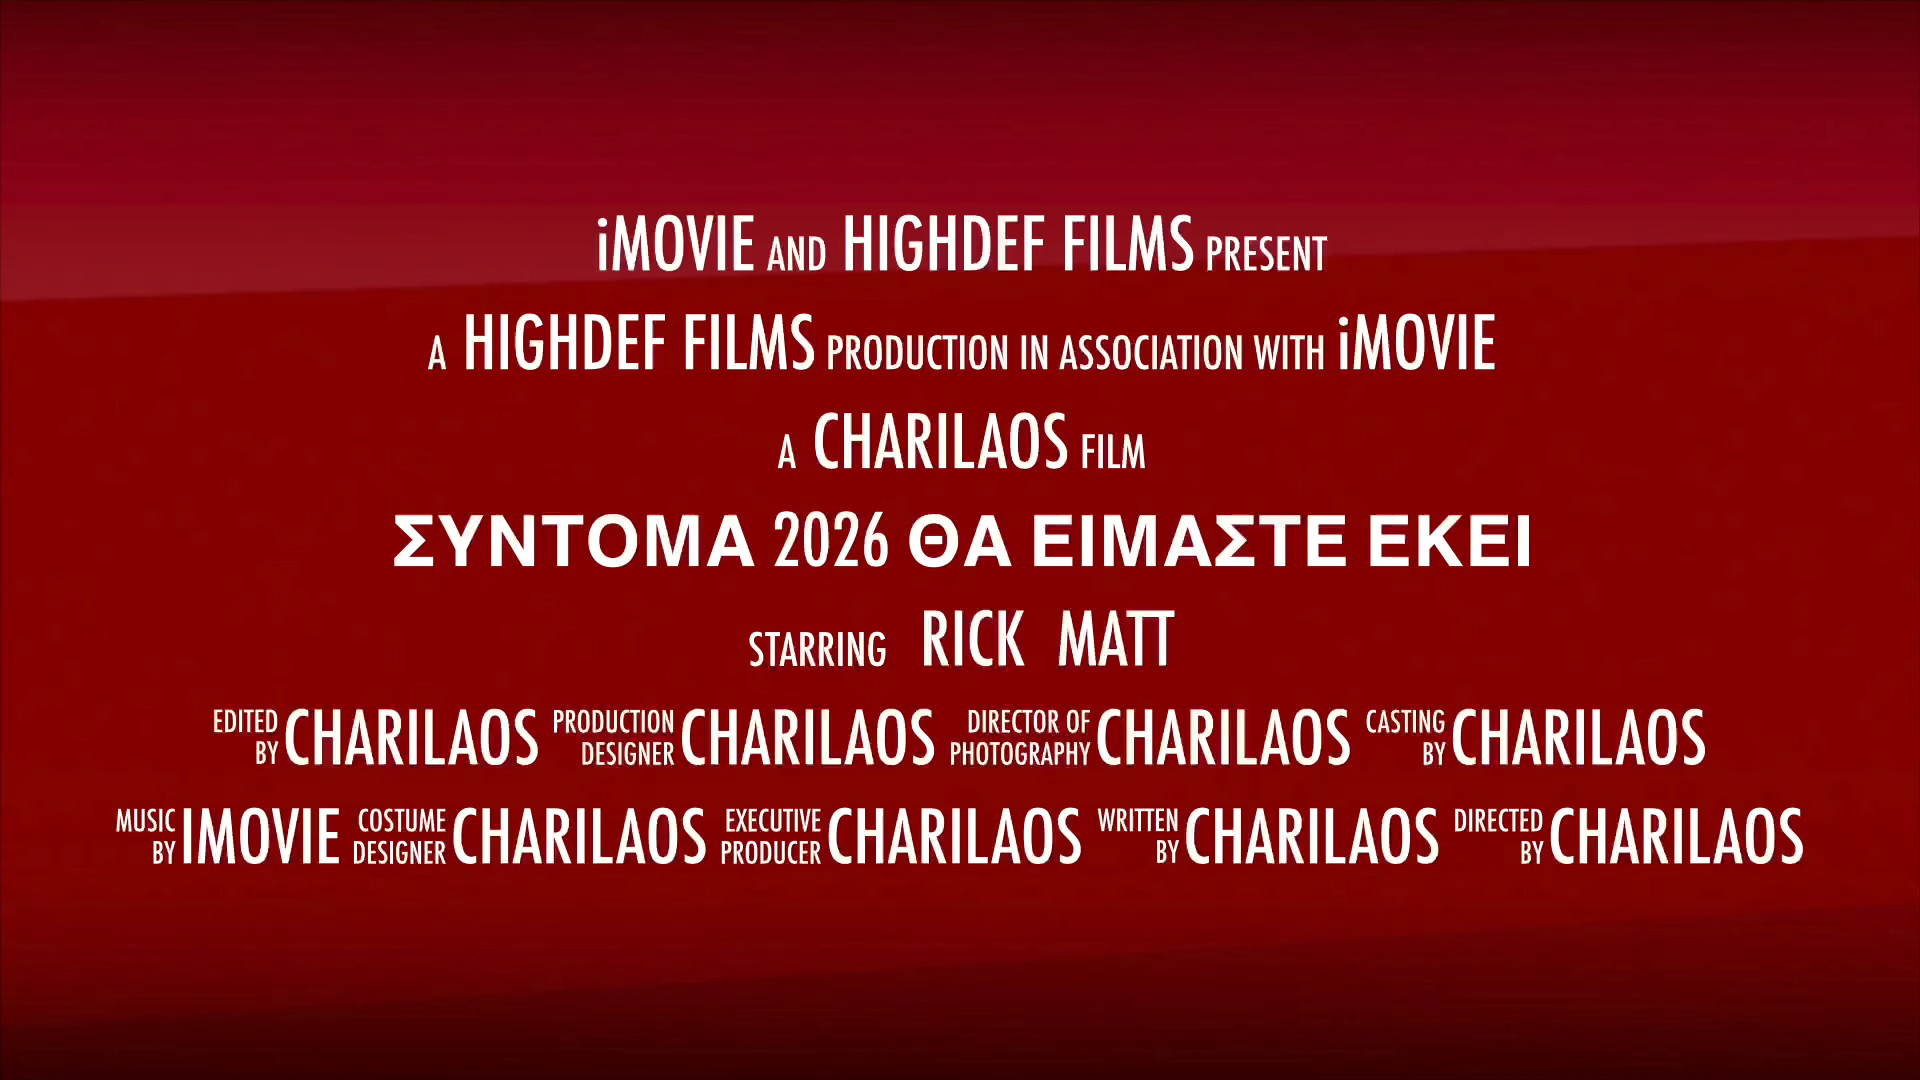 iMOVIE AND HIGHDEF FILMS PRESENT
A HIGHDEF FILMS PRODUCTION IN ASSOCIATION WITH iMOVIE
A CHARILAOS FILM
ΣΥΝΤΟΜΑ 2026 ΘΑ ΕΙΜΑΣΤΕ ΕΚΕΙ
STARRING RICK MATT
EDITED BY CHARILAOS PRODUCTION DESIGNER CHARILAOS DIRECTOR OF PHOTOGRAPHY CHARILAOS CASTING BY CHARILAOS
MUSIC BY IMOVIE COSTUME DESIGNER CHARILAOS EXECUTIVE PRODUCER CHARILAOS WRITTEN BY CHARILAOS DIRECTED BY CHARILAOS